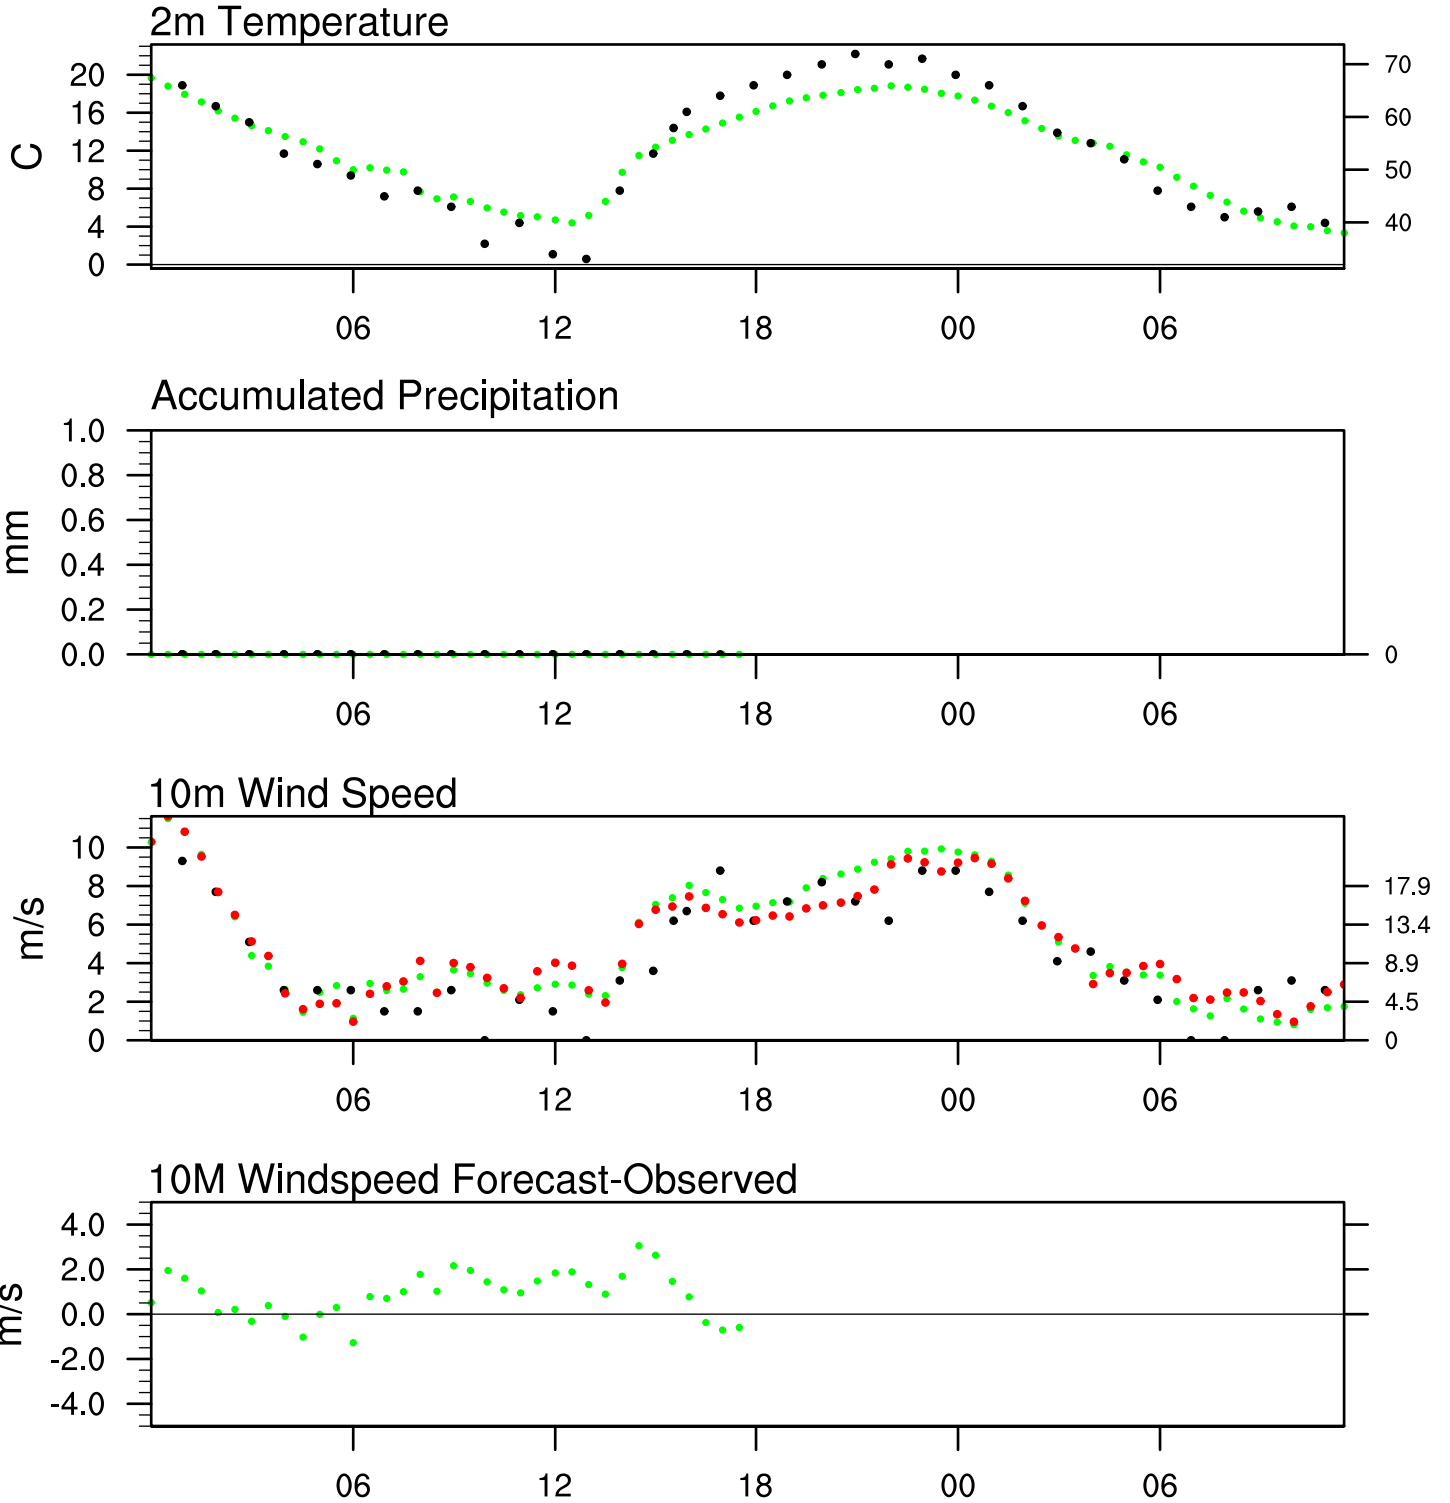 2m Temperature
C
20
16
12
8
4
0
70
60
50
40
06 12 18 00 06
Accumulated Precipitation
mm
1.0
0.8
0.6
0.4
0.2
0.0
0
06 12 18 00 06
10m Wind Speed
m/s
10
8
6
4
2
0
17.9
13.4
8.9
4.5
0
06 12 18 00 06
10M Windspeed Forecast-Observed
m/s
4.0
2.0
0.0
-2.0
-4.0
06 12 18 00 06